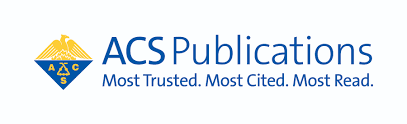 A C S
ACS Publications
Most Trusted. Most Cited. Most Read.